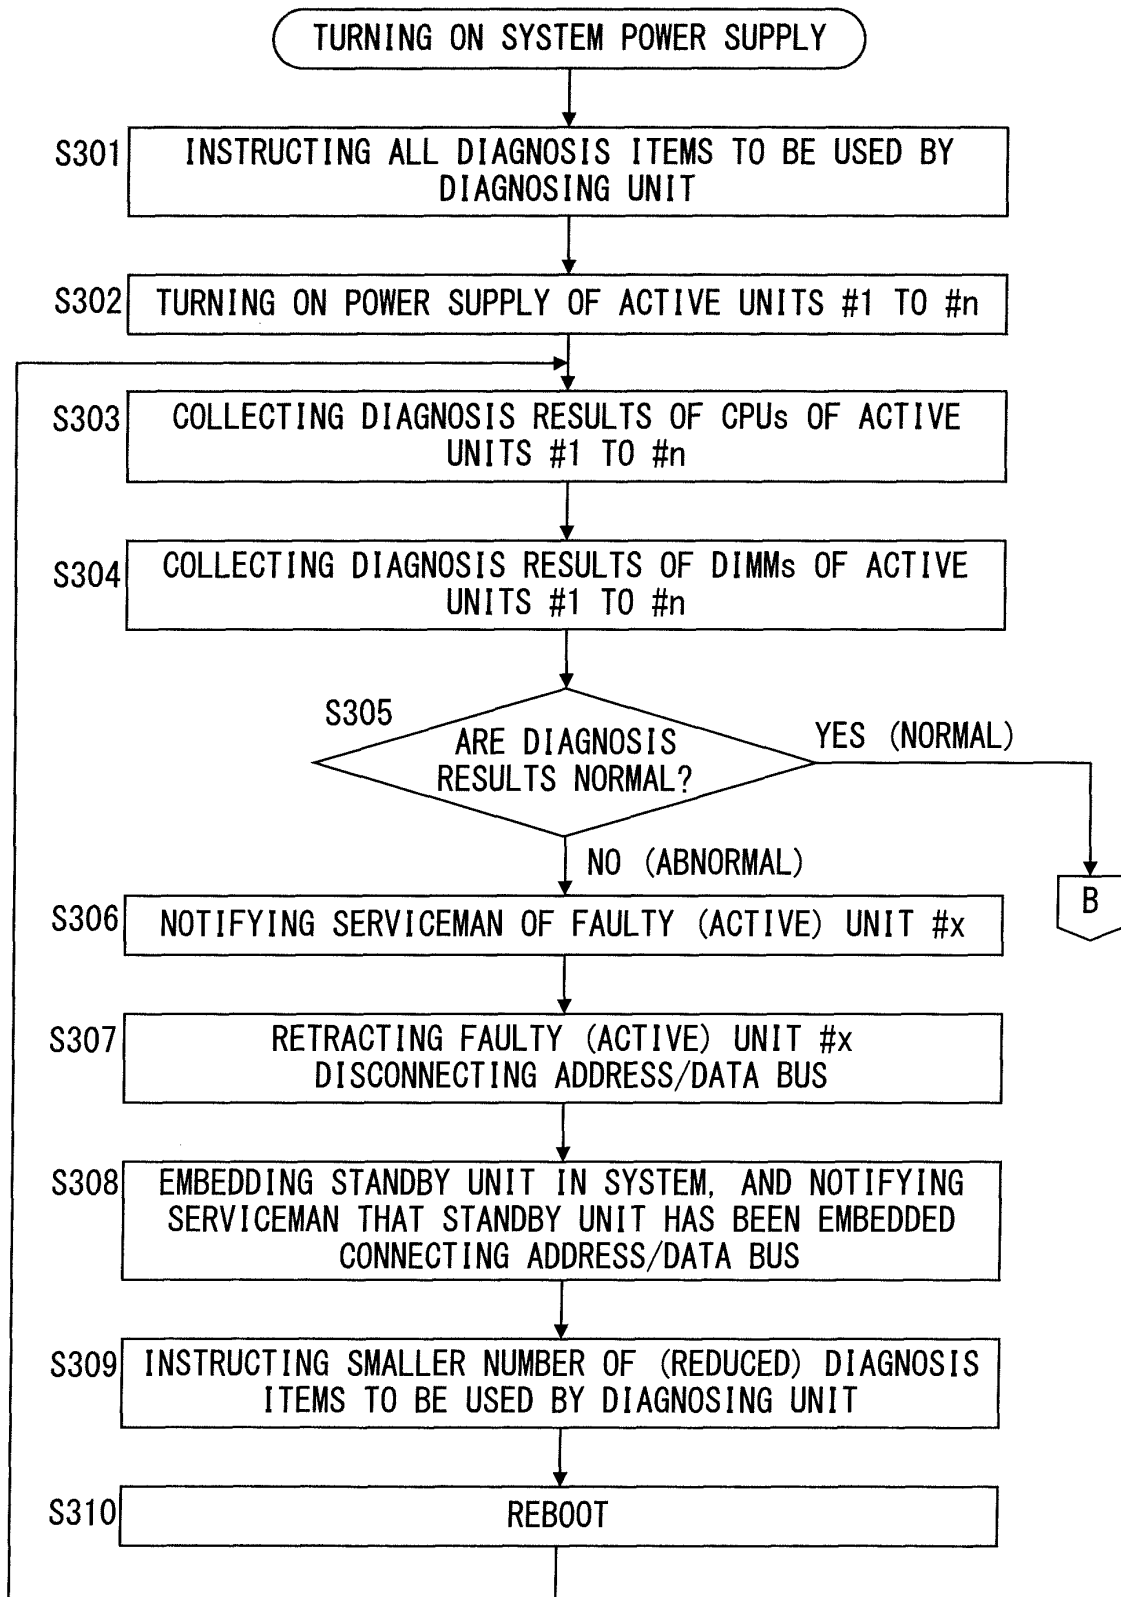 TURNING ON SYSTEM POWER SUPPLY
S301
INSTRUCTING ALL DIAGNOSIS ITEMS TO BE USED BY
DIAGNOSING UNIT
S302
TURNING ON POWER SUPPLY OF ACTIVE UNITS #1 TO #n
S303
COLLECTING DIAGNOSIS RESULTS OF CPUs OF ACTIVE
UNITS #1 TO #n
S304
COLLECTING DIAGNOSIS RESULTS OF DIMMs OF ACTIVE
UNITS #1 TO #n
S305
ARE DIAGNOSIS
RESULTS NORMAL?
YES (NORMAL)
NO (ABNORMAL)
B
S306
NOTIFYING SERVICEMAN OF FAULTY (ACTIVE) UNIT #x
S307
RETRACTING FAULTY (ACTIVE) UNIT #x
DISCONNECTING ADDRESS/DATA BUS
S308
EMBEDDING STANDBY UNIT IN SYSTEM, AND NOTIFYING
SERVICEMAN THAT STANDBY UNIT HAS BEEN EMBEDDED
CONNECTING ADDRESS/DATA BUS
S309
INSTRUCTING SMALLER NUMBER OF (REDUCED) DIAGNOSIS
ITEMS TO BE USED BY DIAGNOSING UNIT
S310
REBOOT